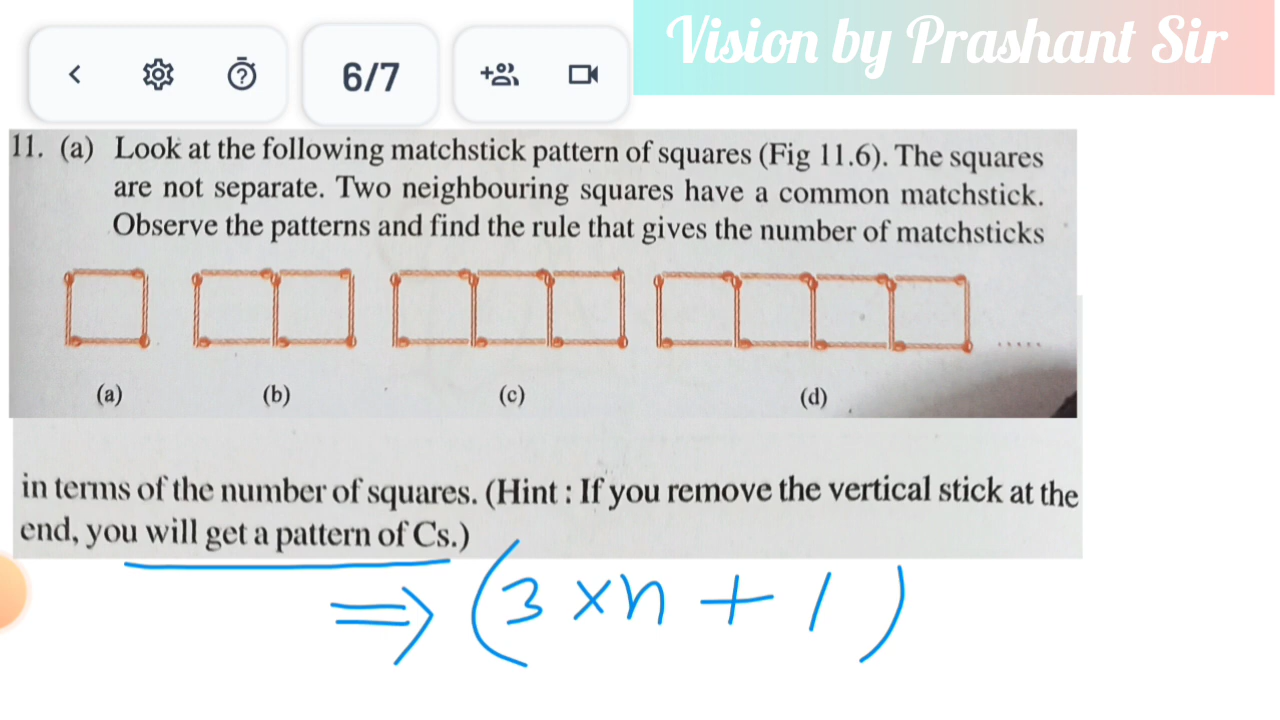 Vision by Prashant Sir
6/7
11. (a) Look at the following matchstick pattern of squares (Fig 11.6). The squares
are not separate. Two neighbouring squares have a common matchstick.
Observe the patterns and find the rule that gives the number of matchsticks
.....
(a) (b) (c) (d)
in terms of the number of squares. (Hint : If you remove the vertical stick at the
end, you will get a pattern of Cs.)
⇒ (3 × n + 1)